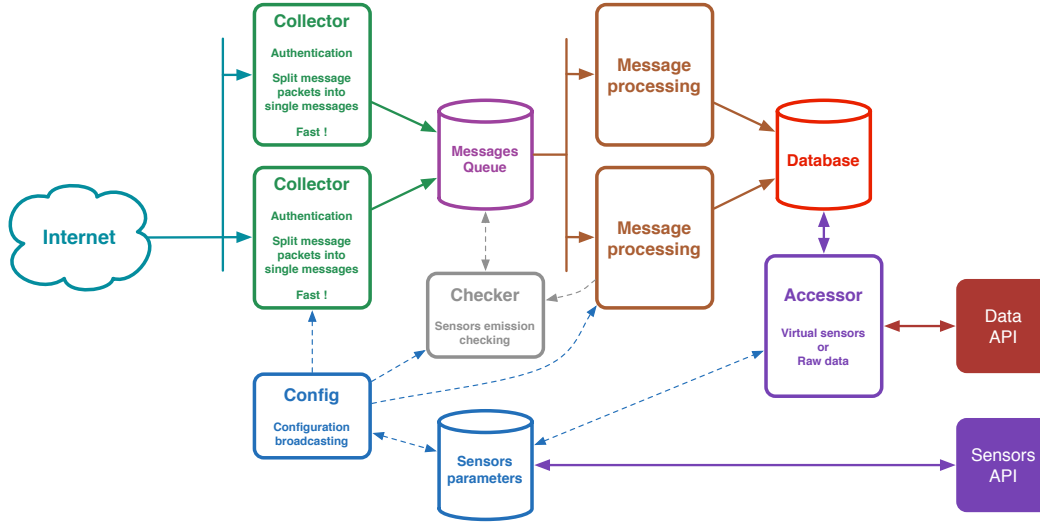 Internet
Collector
Authentication
Split message
packets into
single messages
Fast !
Collector
Authentication
Split message
packets into
single messages
Fast !
Messages
Queue
Message
processing
Message
processing
Database
Checker
Sensors emission
checking
Accessor
Virtual sensors
or
Raw data
Data
API
Config
Configuration
broadcasting
Sensors
parameters
Sensors
API